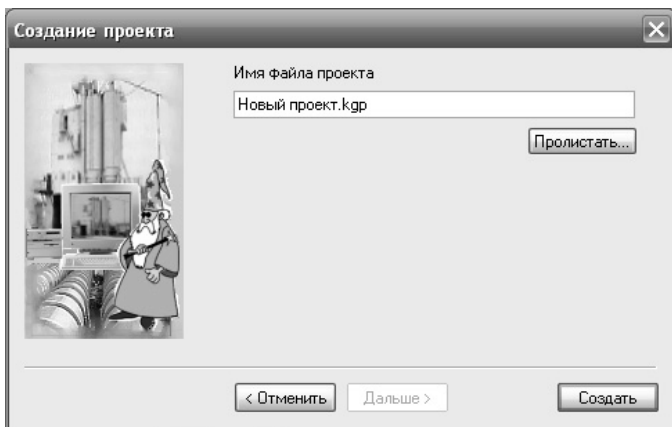 Создание проекта
Имя файла проекта
Новый проект.kgp
Пролистать...
< Отменить
Дальше >
Создать